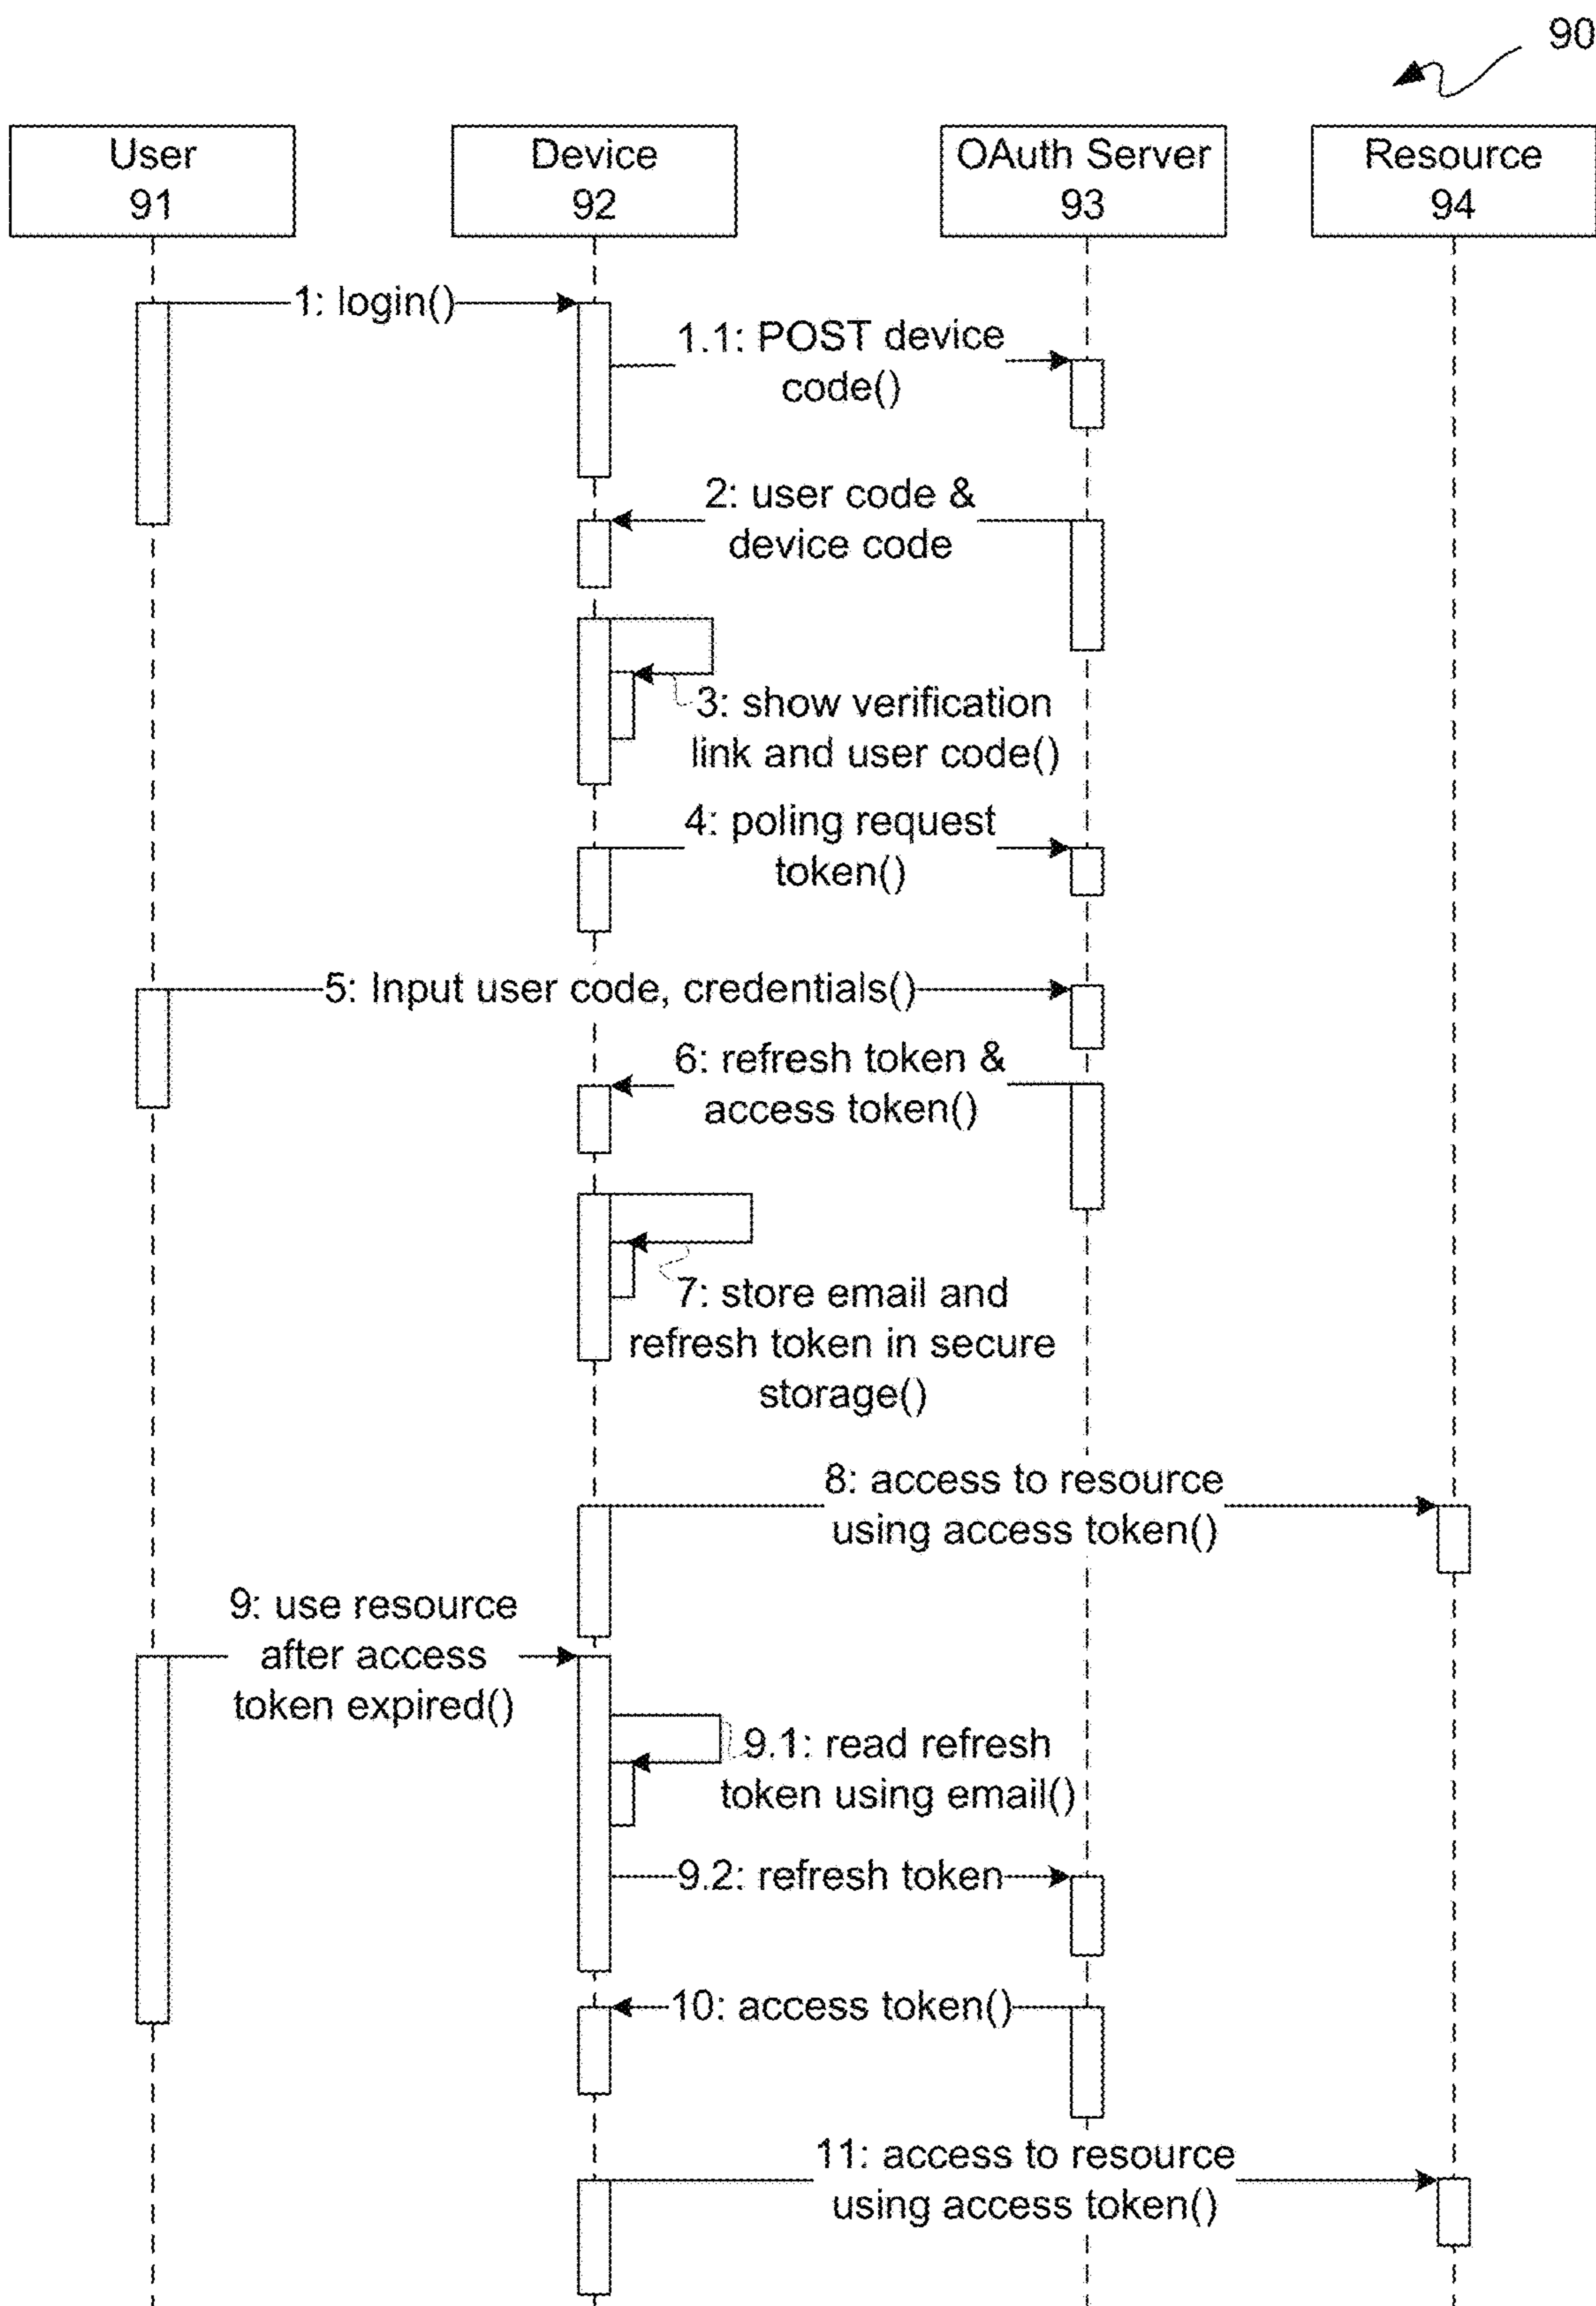 90
User
91
Device
92
OAuth Server
93
Resource
94
1: login()
1.1: POST device
code()
2: user code &
device code
3: show verification
link and user code()
4: poling request
token()
5: Input user code, credentials()
6: refresh token &
access token()
7: store email and
refresh token in secure
storage()
8: access to resource
using access token()
9: use resource
after access
token expired()
9.1: read refresh
token using email()
9.2: refresh token
10: access token()
11: access to resource
using access token()